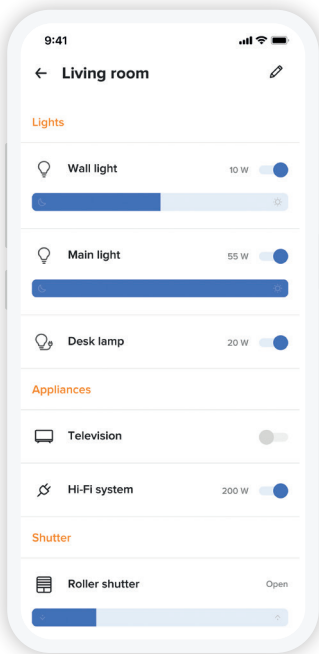 9:41
Living room
Lights
Wall light 10 W
Main light 55 W
Desk lamp 20 W
Appliances
Television
Hi-Fi system 200 W
Shutter
Roller shutter Open